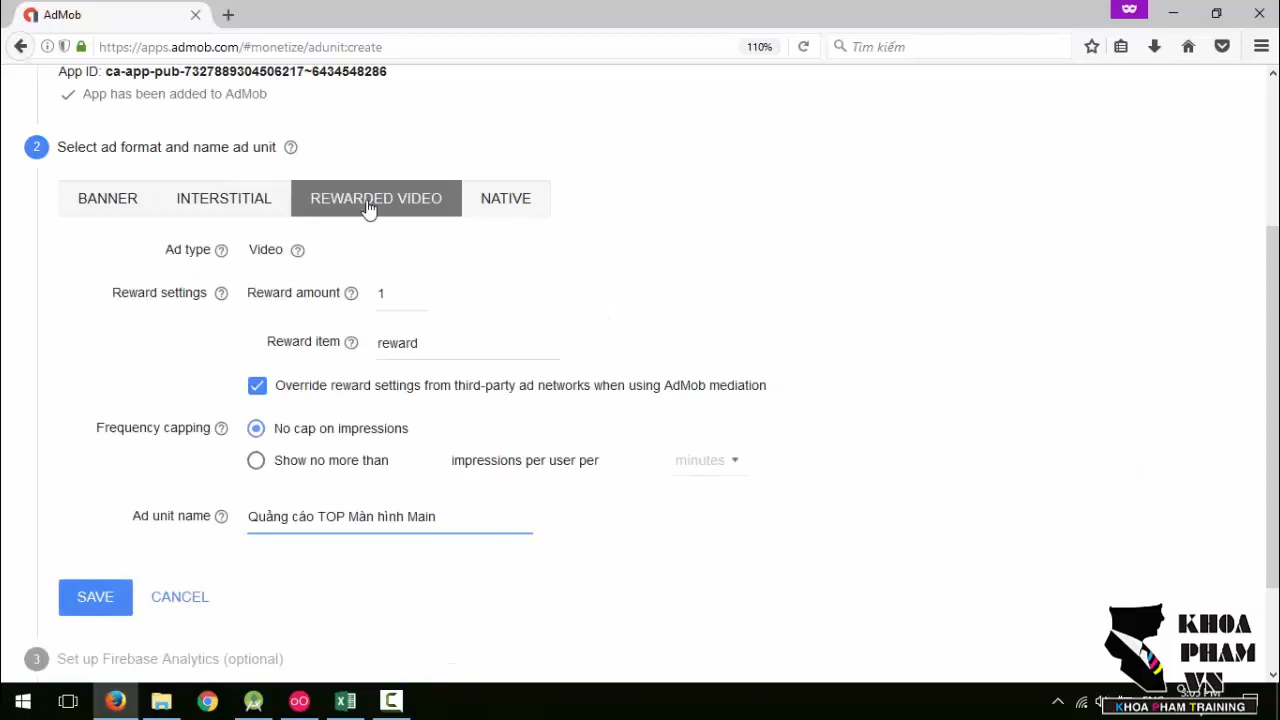 AdMob
https://apps.admob.com/#monetize/adunit:create
110%
Tìm kiếm
App ID: ca-app-pub-7327889304506217~6434548286
App has been added to AdMob
2 Select ad format and name ad unit
BANNER INTERSTITIAL REWARDED VIDEO NATIVE
Ad type Video
Reward settings Reward amount 1
Reward item reward
Override reward settings from third-party ad networks when using AdMob mediation
Frequency capping No cap on impressions
Show no more than impressions per user per minutes
Ad unit name Quảng cáo TOP Màn hình Main
SAVE CANCEL
3 Set up Firebase Analytics (optional)
KHOA
PHAM
.VN
KHOA PHAM TRAINING